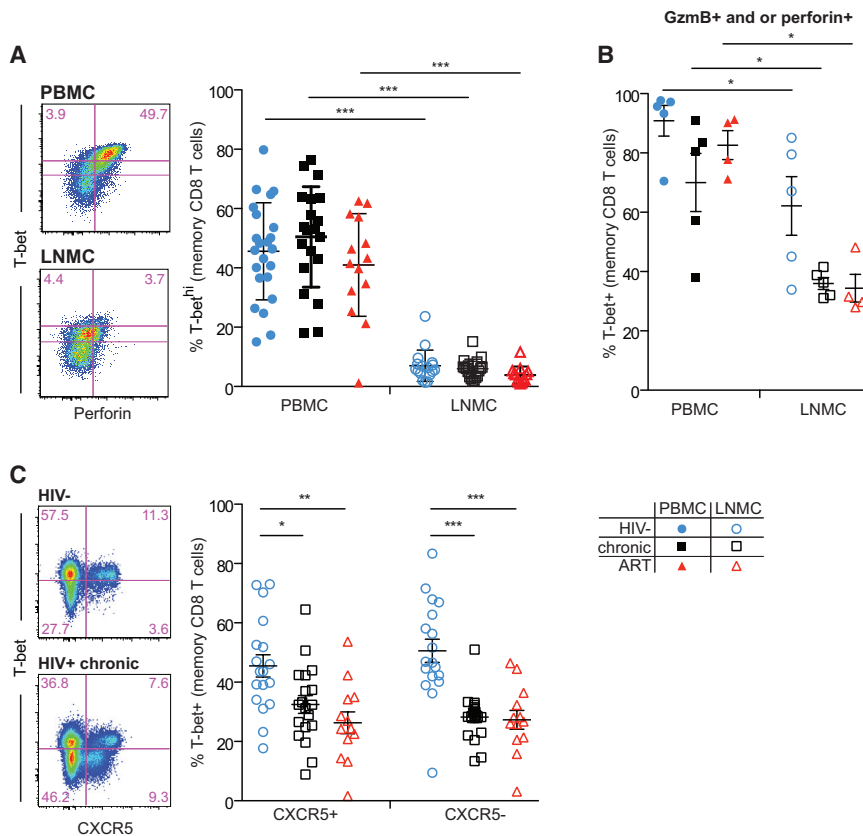 GzmB+ and or perforin+
A
B
PBMC
3.9 49.7
LNMC
4.4 3.7
T-bet
Perforin
% T-bet^hi (memory CD8 T cells)
100
80
60
40
20
0
***
***
***
PBMC LNMC
% T-bet+ (memory CD8 T cells)
100
80
60
40
20
0
*
*
*
PBMC LNMC
C
HIV-
57.5 11.3
27.7 3.6
HIV+ chronic
36.8 7.6
46.2 9.3
T-bet
CXCR5
% T-bet+ (memory CD8 T cells)
100
80
60
40
20
0
** ***
* ***
CXCR5+ CXCR5-
PBMC LNMC
HIV-
chronic
ART